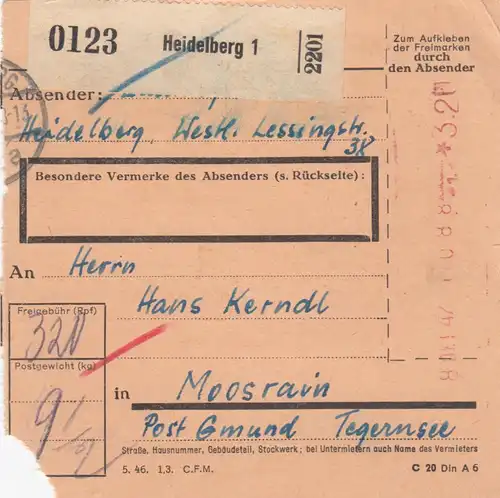 0123 Heidelberg 1 2201
Zum Aufkleben
der Freimarken
durch
den Absender
Absender:
Heidelberg, Westl. Lessingstr.
38
Besondere Vermerke des Absenders (s. Rückseite):
An Herrn
Hans Kerndl
Freigebühr (Rpf)
320
Postgewicht (kg)
9
in Moosrain
Post Gmund Tegernsee
Straße, Hausnummer, Gebäudeteil, Stockwerk; bei Untermietern auch Name des Vermieters
5. 46. 1,3. C.F.M. C 20 Din A 6